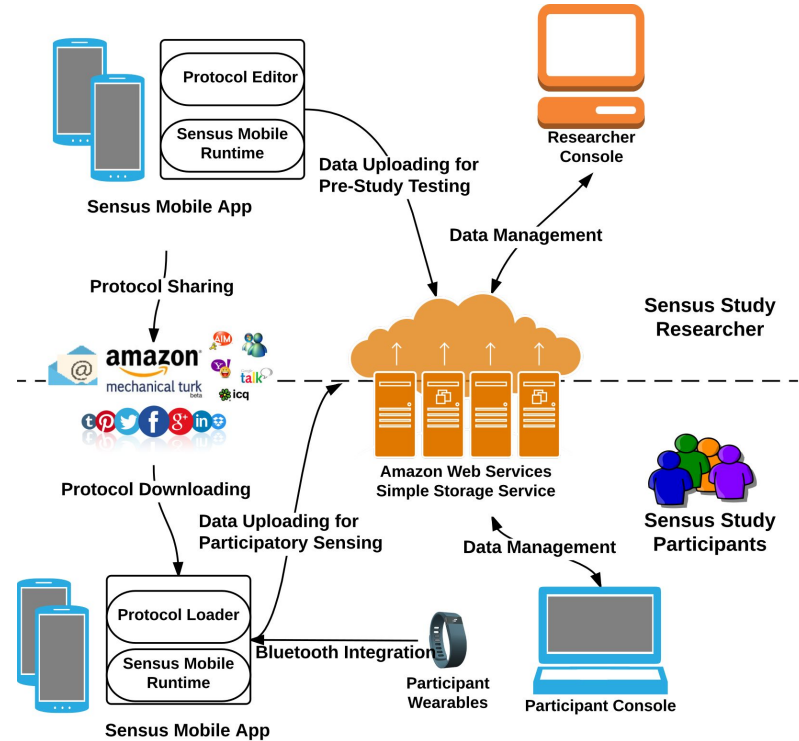 Protocol Editor
Sensus Mobile
Runtime
Sensus Mobile App
Researcher
Console
Data Uploading for
Pre-Study Testing
Data Management
Protocol Sharing
Sensus Study
Researcher
@
amazon
mechanical turk
beta
AIM
Y!
talk
icq
t
f
g+
in
Protocol Downloading
Amazon Web Services
Simple Storage Service
Data Uploading for
Participatory Sensing
Sensus Study
Participants
Data Management
Protocol Loader
Sensus Mobile
Runtime
Bluetooth Integration
Participant
Wearables
Participant Console
Sensus Mobile App